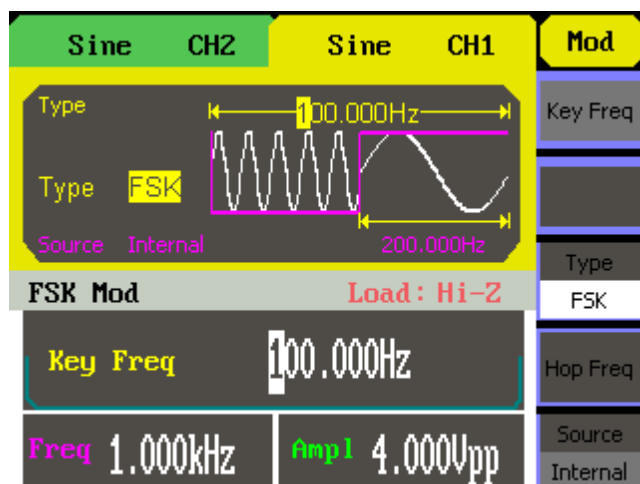 Sine CH2 Sine CH1 Mod
Type 100.000Hz
Type FSK
Source Internal 200.000Hz
FSK Mod Load: Hi-Z
Key Freq 100.000Hz
Freq 1.000kHz Ampl 4.000Vpp
Key Freq
Type
FSK
Hop Freq
Source
Internal